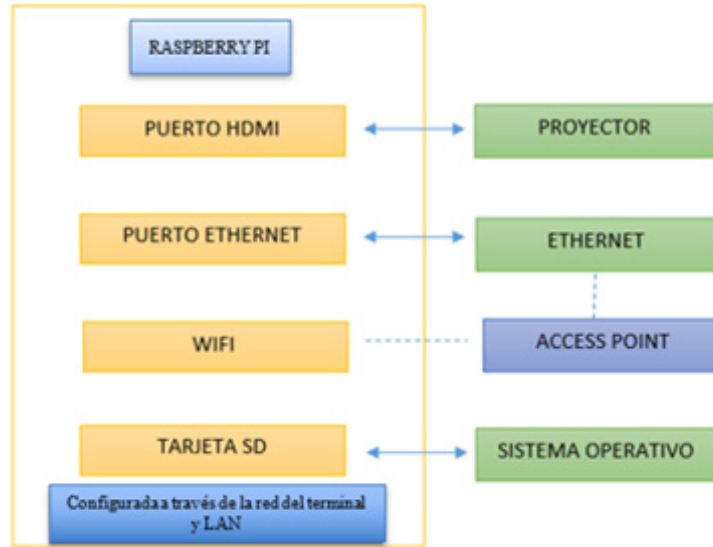 RASPBERRY PI
PUERTO HDMI
PROYECTOR
PUERTO ETHERNET
ETHERNET
WIFI
ACCESS POINT
TARJETA SD
SISTEMA OPERATIVO
Configurada a través de la red del terminal
y LAN